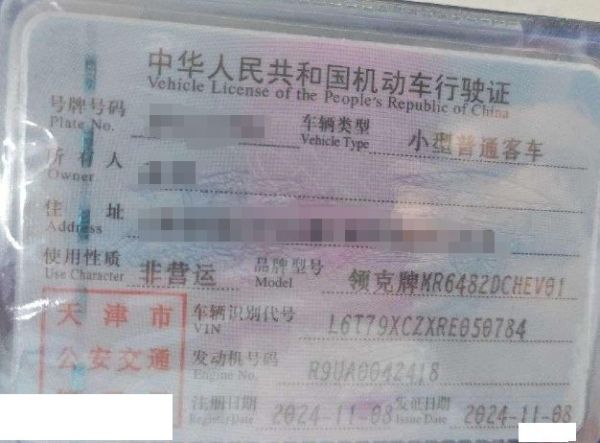 中华人民共和国机动车行驶证
Vehicle License of the People's Republic of China
号牌号码 车辆类型 小型普通客车
Plate No. Vehicle Type
所有人
Owner
住址
Address
使用性质 非营运 品牌型号 领克牌MR6482DCHEV01
Use Character Model
天津市 车辆识别代号 L6T79XCZXRE050784
VIN
公安交通 发动机号码 R9UA0042418
Engine No.
注册日期 2024-11-08 发证日期 2024-11-08
Register Date Issue Date